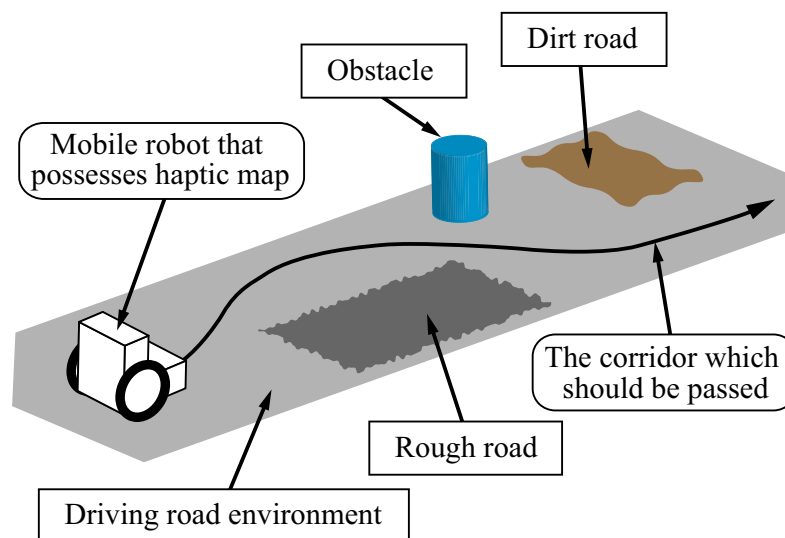 Dirt road
Obstacle
Mobile robot that
possesses haptic map
The corridor which
should be passed
Rough road
Driving road environment